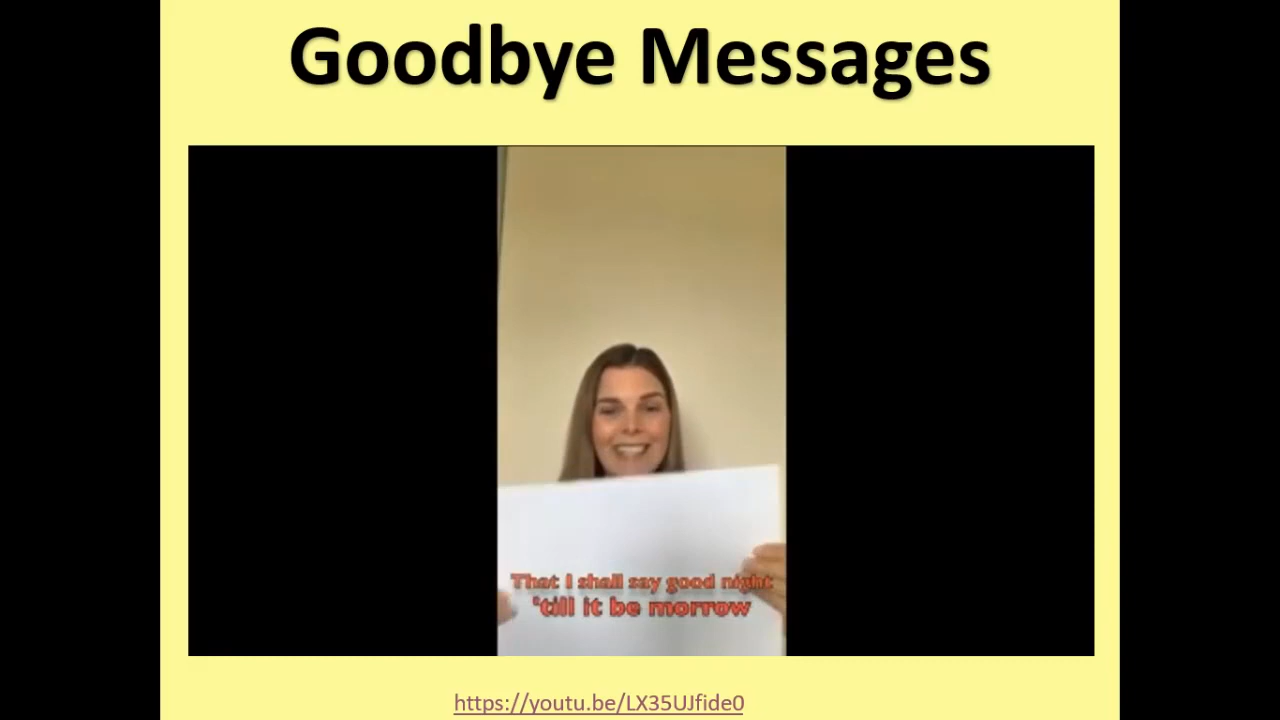 Goodbye Messages
That I shall say good night
'till it be morrow
https://youtu.be/LX35UJfide0